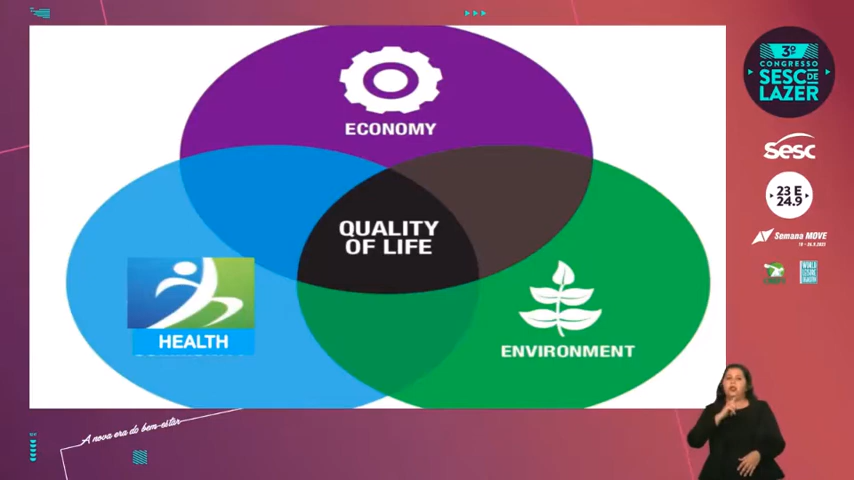 ECONOMY
QUALITY
OF LIFE
HEALTH
ENVIRONMENT
3º
CONGRESSO
SESC DE
LAZER
Sesc
23 E
24.9
Semana MOVE
A nova era do bem-estar